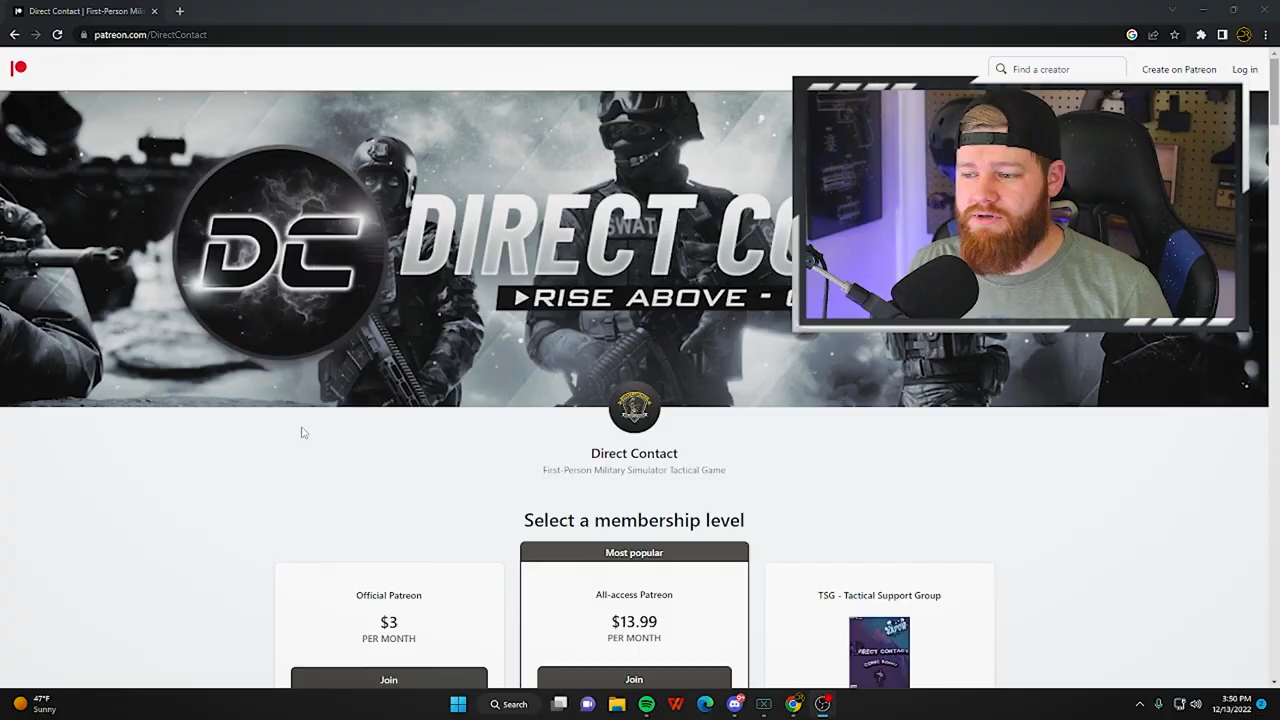 Direct Contact | First-Person Mili
patreon.com/DirectContact
Find a creator
Create on Patreon
Log in
DC
DIRECT CO
SWAT
RISE ABOVE -
Direct Contact
First-Person Military Simulator Tactical Game
Select a membership level
Most popular
Official Patreon
$3
PER MONTH
Join
All-access Patreon
$13.99
PER MONTH
Join
TSG - Tactical Support Group
DIRECT CONTACT
47°F
Sunny
Search
3:50 PM
12/13/2022